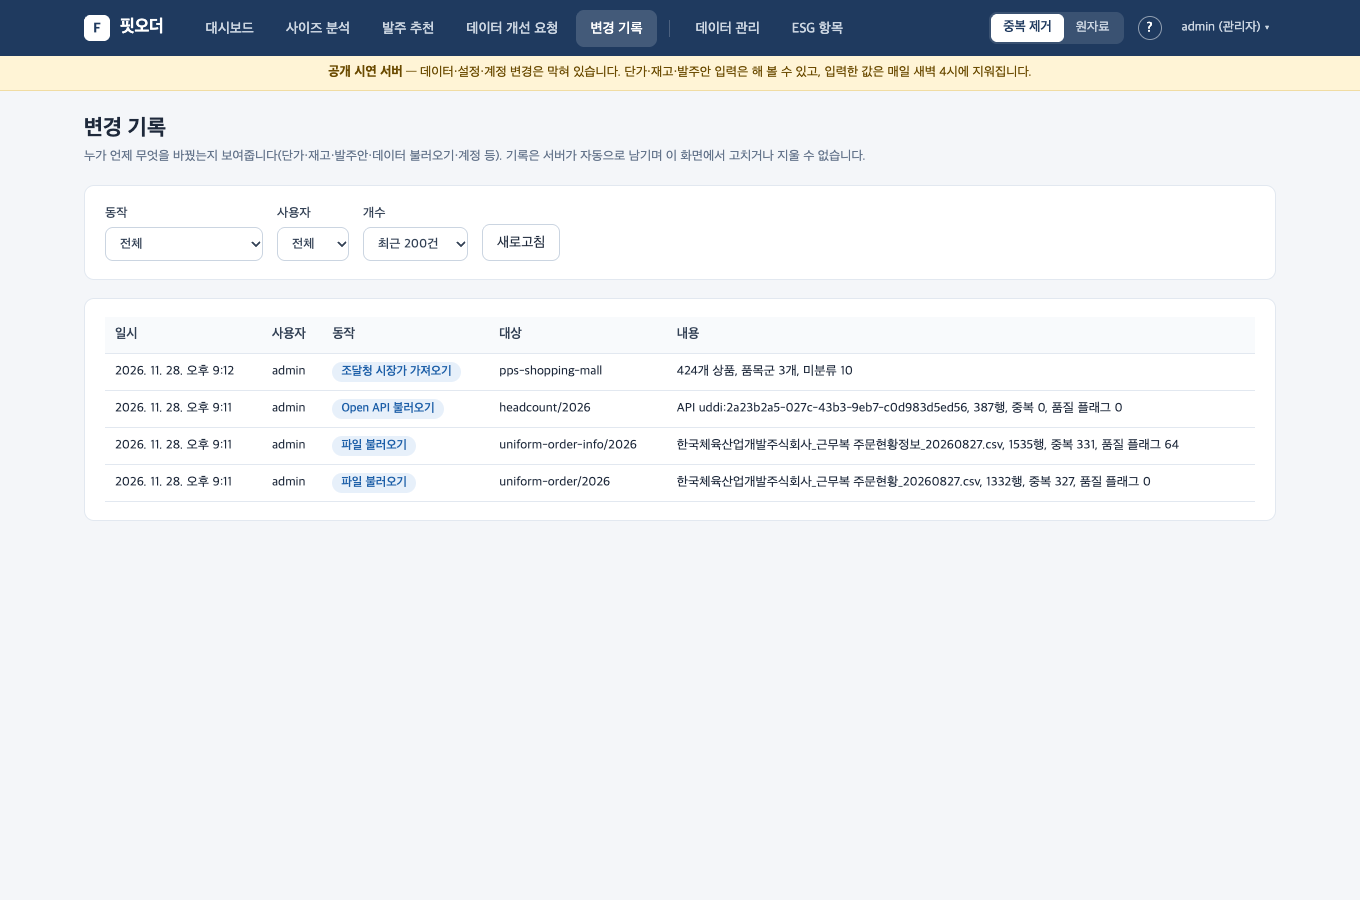 F 핏오더 대시보드 사이즈 분석 발주 추천 데이터 개선 요청 변경 기록 데이터 관리 ESG 항목 중복 제거 원자료 ? admin (관리자) ▾
공개 시연 서버 — 데이터·설정·계정 변경은 막혀 있습니다. 단가·재고·발주안 입력은 해 볼 수 있고, 입력한 값은 매일 새벽 4시에 지워집니다.
변경 기록
누가 언제 무엇을 바꿨는지 보여줍니다(단가·재고·발주안·데이터 불러오기·계정 등). 기록은 서버가 자동으로 남기며 이 화면에서 고치거나 지울 수 없습니다.
동작 사용자 개수
전체 전체 최근 200건 새로고침
일시 사용자 동작 대상 내용
2026. 11. 28. 오후 9:12 admin 조달청 시장가 가져오기 pps-shopping-mall 424개 상품, 품목군 3개, 미분류 10
2026. 11. 28. 오후 9:11 admin Open API 불러오기 headcount/2026 API uddi:2a23b2a5-027c-43b3-9eb7-c0d983d5ed56, 387행, 중복 0, 품질 플래그 0
2026. 11. 28. 오후 9:11 admin 파일 불러오기 uniform-order-info/2026 한국체육산업개발주식회사_근무복 주문현황정보_20260827.csv, 1535행, 중복 331, 품질 플래그 64
2026. 11. 28. 오후 9:11 admin 파일 불러오기 uniform-order/2026 한국체육산업개발주식회사_근무복 주문현황_20260827.csv, 1332행, 중복 327, 품질 플래그 0